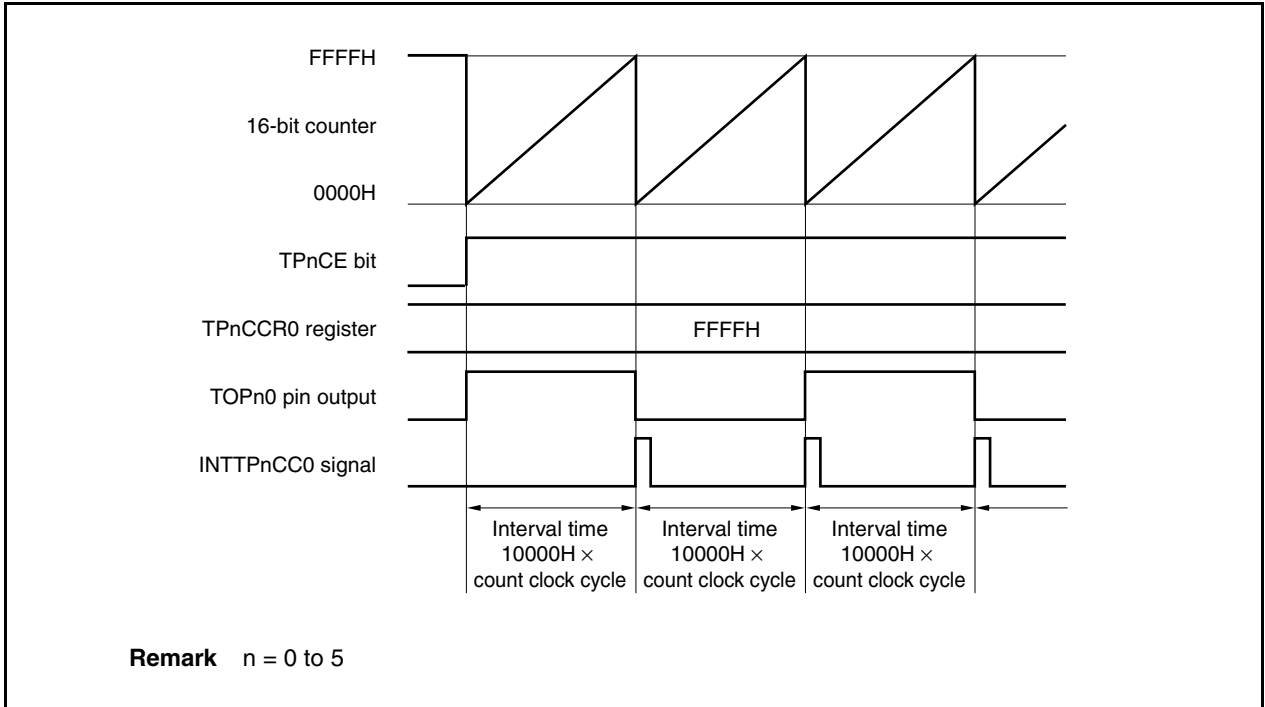 FFFFH
16-bit counter
0000H
TPnCE bit
TPnCCR0 register
FFFFH
TOPn0 pin output
INTTPnCC0 signal
Interval time
10000H ×
count clock cycle
Interval time
10000H ×
count clock cycle
Interval time
10000H ×
count clock cycle
Remark n = 0 to 5